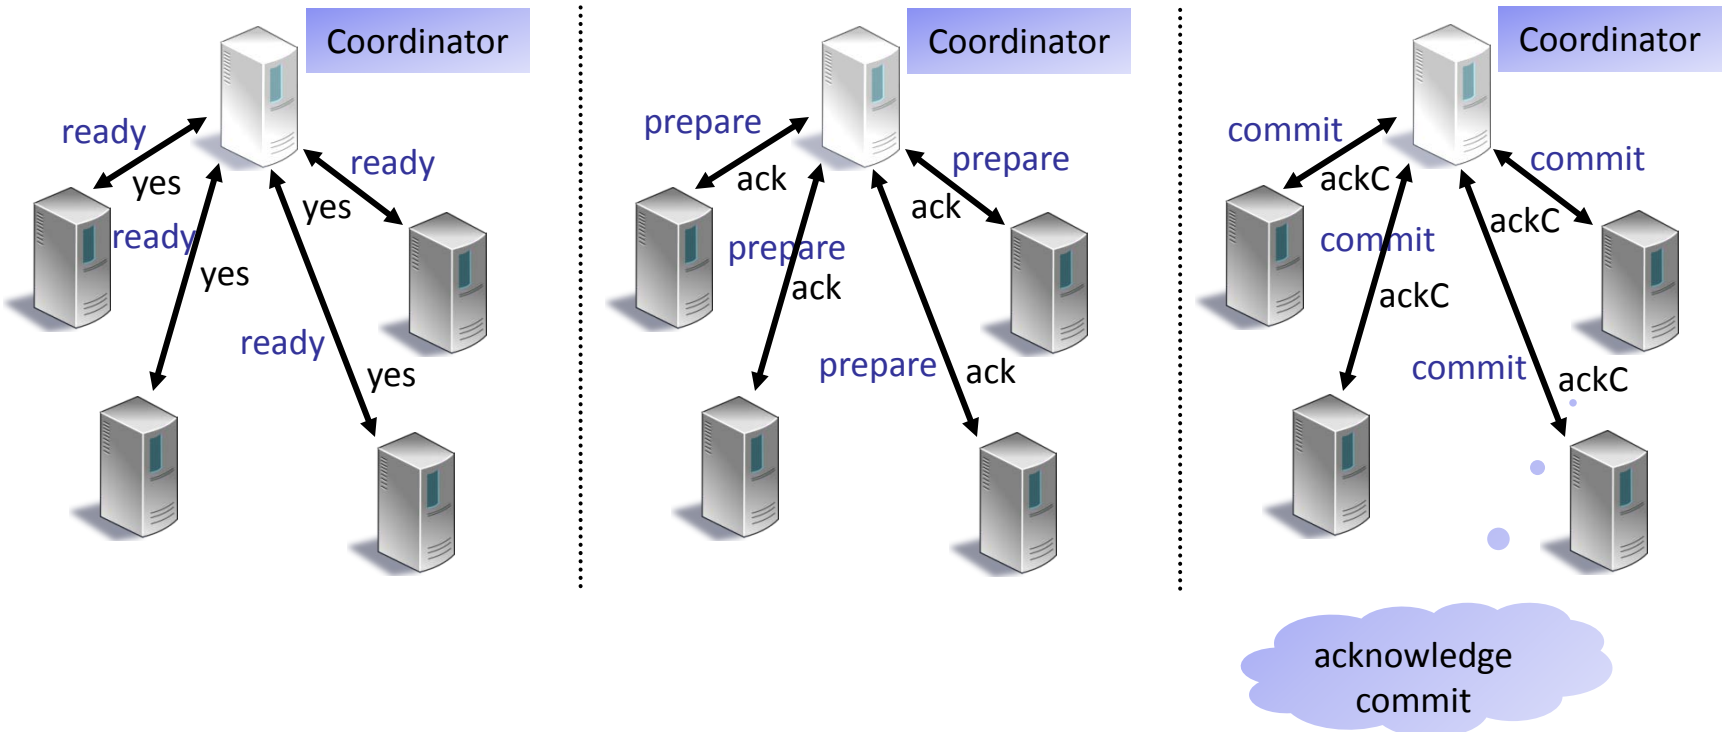 Coordinator
ready
ready
yes
yes
ready
yes
ready
yes
Coordinator
prepare
prepare
ack
ack
prepare
ack
prepare
ack
Coordinator
commit
commit
ackC
ackC
commit
ackC
commit
ackC
acknowledge
commit